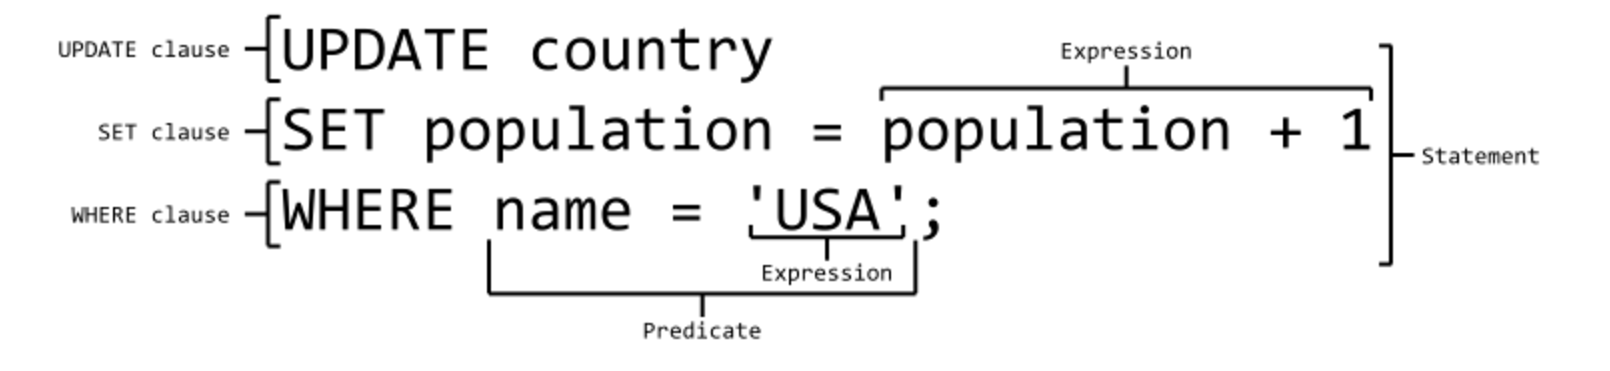 UPDATE clause UPDATE country
Expression
SET clause SET population = population + 1
Statement
WHERE clause WHERE name = 'USA';
Expression
Predicate